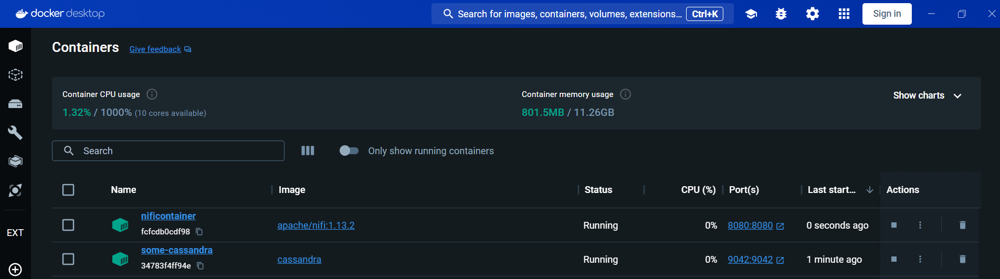 docker desktop
Search for images, containers, volumes, extensions... Ctrl+K
Sign in
Containers Give feedback
Container CPU usage
Container memory usage
Show charts
1.32% / 1000% (10 cores available)
801.5MB / 11.26GB
Search
Only show running containers
Name Image Status CPU (%) Port(s) Last start... Actions
nificontainer
fcfcdb0cdf98
apache/nifi:1.13.2 Running 0% 8080:8080 0 seconds ago
EXT
some-cassandra
34783f4ff94e
cassandra Running 0% 9042:9042 1 minute ago